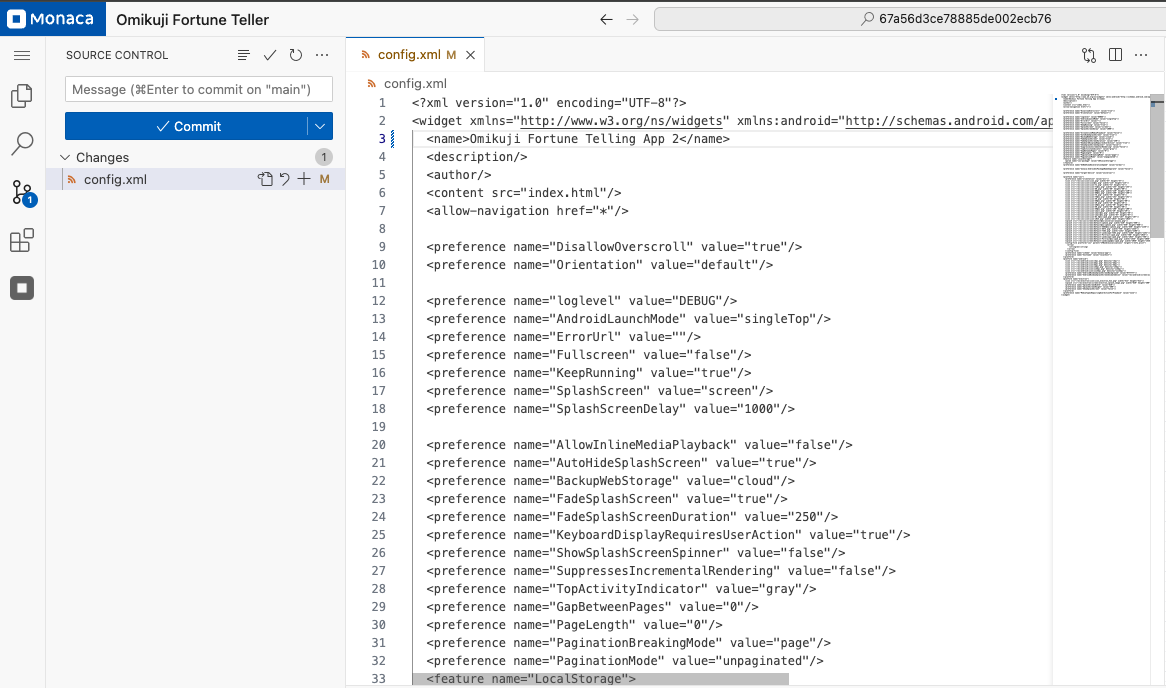 Monaca
Omikuji Fortune Teller
67a56d3ce78885de002ecb76
SOURCE CONTROL
Message (⌘Enter to commit on "main")
Commit
Changes
1
config.xml
M
1
config.xml M
config.xml
1 <?xml version="1.0" encoding="UTF-8"?>
2 <widget xmlns="http://www.w3.org/ns/widgets" xmlns:android="http://schemas.android.com/ap
3 <name>Omikuji Fortune Telling App 2</name>
4 <description/>
5 <author/>
6 <content src="index.html"/>
7 <allow-navigation href="*"/>
8
9 <preference name="DisallowOverscroll" value="true"/>
10 <preference name="Orientation" value="default"/>
11
12 <preference name="loglevel" value="DEBUG"/>
13 <preference name="AndroidLaunchMode" value="singleTop"/>
14 <preference name="ErrorUrl" value=""/>
15 <preference name="Fullscreen" value="false"/>
16 <preference name="KeepRunning" value="true"/>
17 <preference name="SplashScreen" value="screen"/>
18 <preference name="SplashScreenDelay" value="1000"/>
19
20 <preference name="AllowInlineMediaPlayback" value="false"/>
21 <preference name="AutoHideSplashScreen" value="true"/>
22 <preference name="BackupWebStorage" value="cloud"/>
23 <preference name="FadeSplashScreen" value="true"/>
24 <preference name="FadeSplashScreenDuration" value="250"/>
25 <preference name="KeyboardDisplayRequiresUserAction" value="true"/>
26 <preference name="ShowSplashScreenSpinner" value="false"/>
27 <preference name="SuppressesIncrementalRendering" value="false"/>
28 <preference name="TopActivityIndicator" value="gray"/>
29 <preference name="GapBetweenPages" value="0"/>
30 <preference name="PageLength" value="0"/>
31 <preference name="PaginationBreakingMode" value="page"/>
32 <preference name="PaginationMode" value="unpaginated"/>
33 <feature name="LocalStorage">